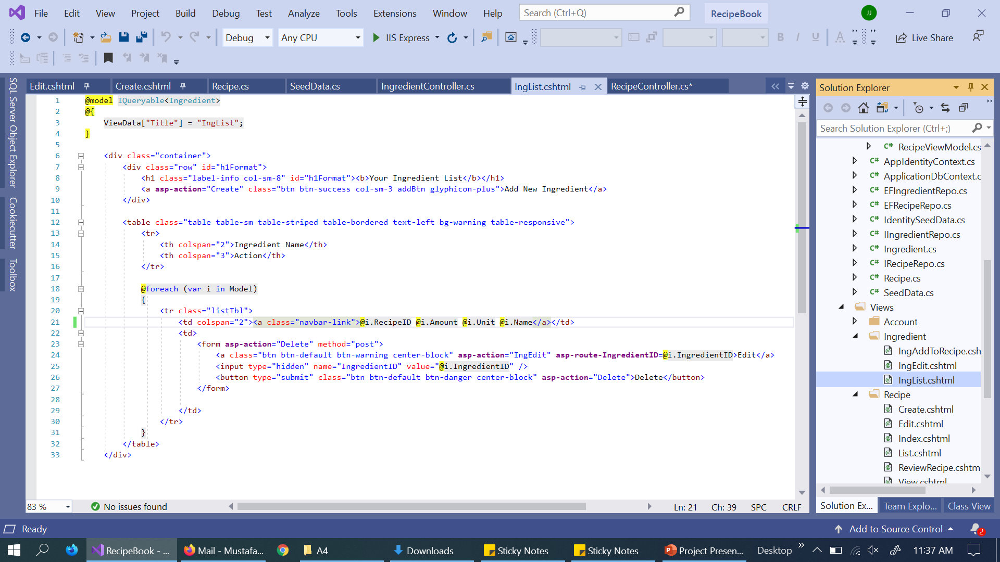 File Edit View Project Build Debug Test Analyze Tools Extensions Window Help Search (Ctrl+Q) RecipeBook JJ
Debug Any CPU IIS Express B I U A Live Share
SQL Server Object Explorer
Cookiecutter
Toolbox
Edit.cshtml Create.cshtml Recipe.cs SeedData.cs IngredientController.cs IngList.cshtml RecipeController.cs*
1 @model IQueryable<Ingredient>
2 @{
3 ViewData["Title"] = "IngList";
4 }
5
6 <div class="container">
7 <div class="row" id="h1Format">
8 <h1 class="label-info col-sm-8" id="h1Format"><b>Your Ingredient List</b></h1>
9 <a asp-action="Create" class="btn btn-success col-sm-3 addBtn glyphicon-plus">Add New Ingredient</a>
10 </div>
11
12 <table class="table table-sm table-striped table-bordered text-left bg-warning table-responsive">
13 <tr>
14 <th colspan="2">Ingredient Name</th>
15 <th colspan="3">Action</th>
16 </tr>
17
18 @foreach (var i in Model)
19 {
20 <tr class="listTbl">
21 <td colspan="2"><a class="navbar-link">@i.RecipeID @i.Amount @i.Unit @i.Name</a></td>
22 <td>
23 <form asp-action="Delete" method="post">
24 <a class="btn btn-default btn-warning center-block" asp-action="IngEdit" asp-route-IngredientID=@i.IngredientID>Edit</a>
25 <input type="hidden" name="IngredientID" value="@i.IngredientID" />
26 <button type="submit" class="btn btn-default btn-danger center-block" asp-action="Delete">Delete</button>
27 </form>
28
29 </td>
30 </tr>
31 }
32 </table>
33 </div>
83 % No issues found Ln: 21 Ch: 39 SPC CRLF
Solution Explorer
Search Solution Explorer (Ctrl+;)
C# RecipeViewModel.cs
C# AppIdentityContext.cs
C# ApplicationDbContext.c
C# EFIngredientRepo.cs
C# EFRecipeRepo.cs
C# IdentitySeedData.cs
C# IIngredientRepo.cs
C# Ingredient.cs
C# IRecipeRepo.cs
C# Recipe.cs
C# SeedData.cs
Views
Account
Ingredient
IngAddToRecipe.csh
IngEdit.cshtml
IngList.cshtml
Recipe
Create.cshtml
Edit.cshtml
Index.cshtml
List.cshtml
ReviewRecipe.cshtm
View.cshtml
Solution Ex... Team Explo... Class View
Ready Add to Source Control 2
RecipeBook - ... Mail - Mustafa... A4 Downloads Sticky Notes Sticky Notes Project Presen... Desktop 11:37 AM